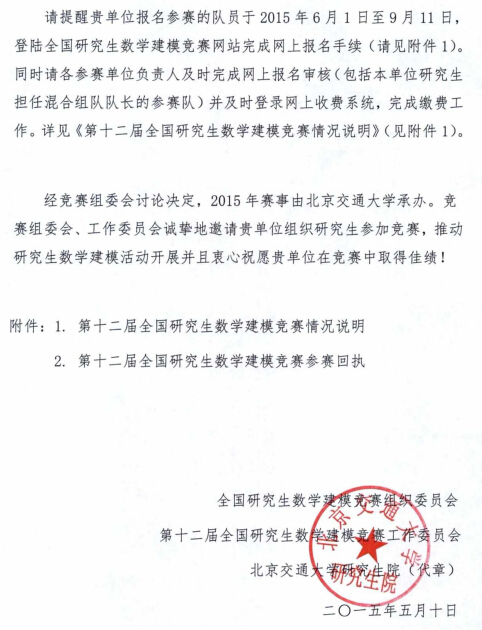 请提醒贵单位报名参赛的队员于 2015 年 6 月 1 日至 9 月 11 日，
登陆全国研究生数学建模竞赛网站完成网上报名手续（请见附件 1）。
同时请各参赛单位负责人及时完成网上报名审核（包括本单位研究生
担任混合组队队长的参赛队）并及时登录网上收费系统，完成缴费工
作。详见《第十二届全国研究生数学建模竞赛情况说明》（见附件 1）。
经竞赛组委会讨论决定，2015 年赛事由北京交通大学承办。竞
赛组委会、工作委员会诚挚地邀请贵单位组织研究生参加竞赛，推动
研究生数学建模活动开展并且衷心祝愿贵单位在竞赛中取得佳绩！
附件：1. 第十二届全国研究生数学建模竞赛情况说明
2. 第十二届全国研究生数学建模竞赛参赛回执
全国研究生数学建模竞赛组织委员会
第十二届全国研究生数学建模竞赛工作委员会
北京交通大学研究生院（代章）
二〇一五年五月十日
北京交通大学
研究生院